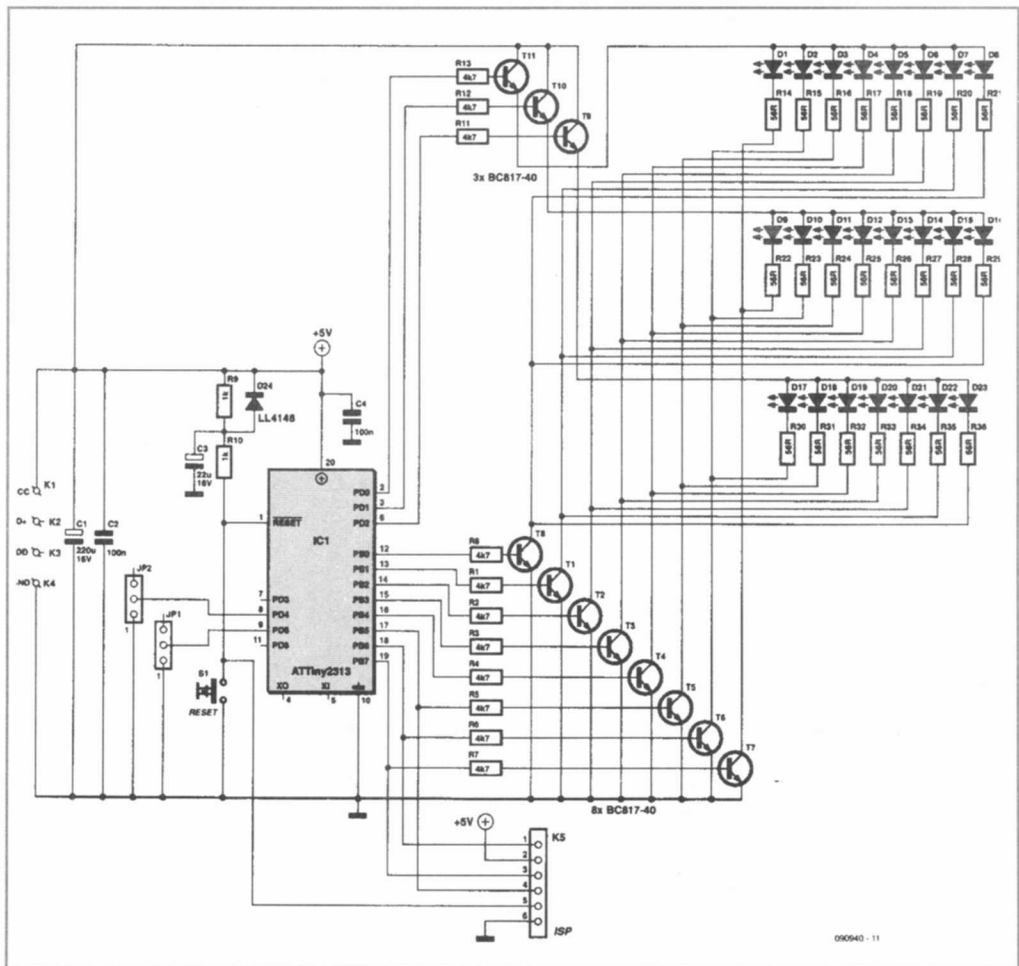 T11
T10
T9
R13
4k7
R12
4k7
R11
4k7
3x BC817-40
D1 D2 D3 D4 D5 D6 D7 D8
R14 R15 R16 R17 R18 R19 R20 R21
56R 56R 56R 56R 56R 56R 56R 56R
D9 D10 D11 D12 D13 D14 D15 D1
R22 R23 R24 R25 R26 R27 R28 R29
56R 56R 56R 56R 56R 56R 56R 56R
D17 D18 D19 D20 D21 D22 D23
R30 R31 R32 R33 R34 R35 R36
56R 56R 56R 56R 56R 56R 56R
+5V
R9
1k
D24
LL4148
C4
100n
R10
1k
C3
22u
16V
20
CC K1
D+ K2
K3
ND K4
C1
220u
16V
C2
100n
JP2
1
JP1
1
S1
RESET
1 RESET
IC1
7 PD3
8 PD4
9 PD5
11 PD6
ATTiny2313
XO
4
XI
5
10
PD0 2
PD1 3
PD2 6
PB0 12
PB1 13
PB2 14
PB3 15
PB4 16
PB5 17
PB6 18
PB7 19
R8
4k7
R1
4k7
R2
4k7
R3
4k7
R4
4k7
R5
4k7
R6
4k7
R7
4k7
T8
T1
T2
T3
T4
T5
T6
T7
8x BC817-40
+5V
K5
1
2
3
4
5
6
ISP
090940 - 11